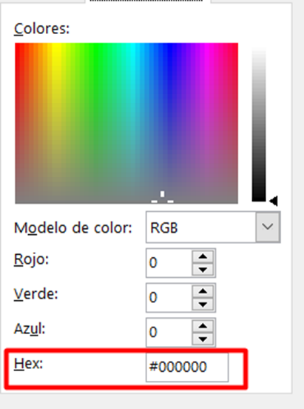 Colores:
Modelo de color: RGB
Rojo: 0
Verde: 0
Azul: 0
Hex: #000000